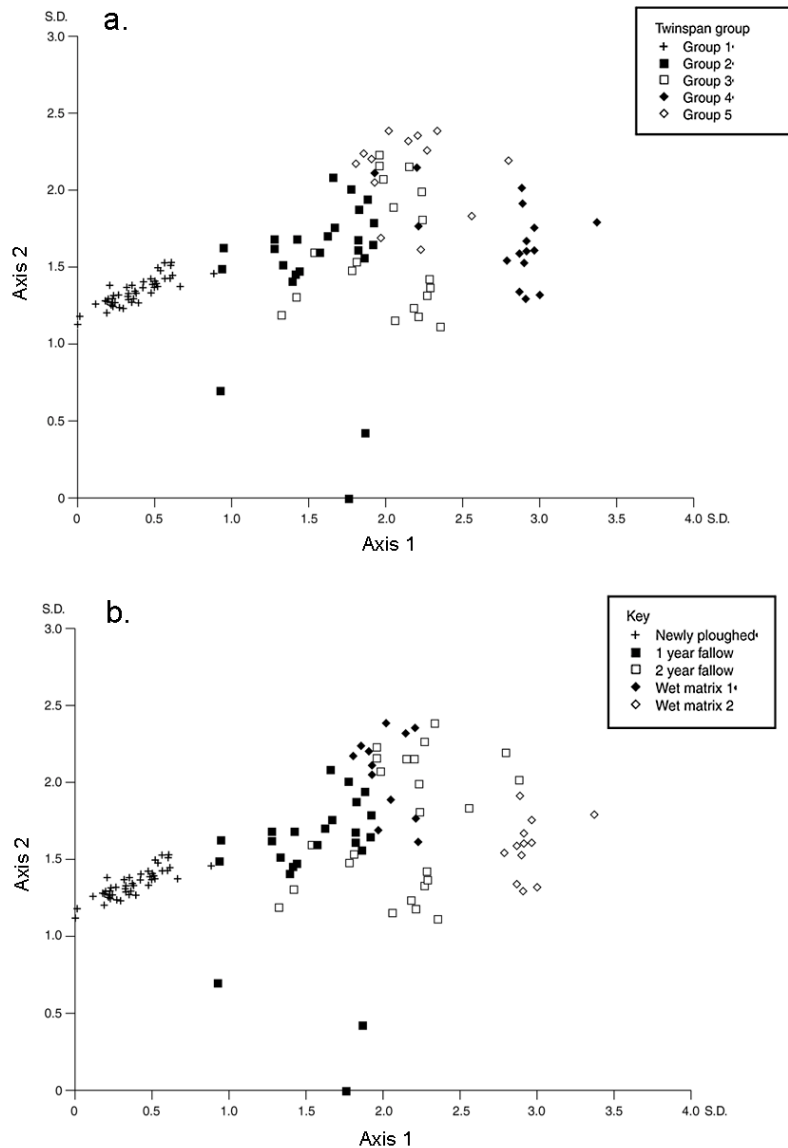 a.
S.D.
3.0
2.5
2.0
1.5
1.0
0.5
0
Axis 2
0 0.5 1.0 1.5 2.0 2.5 3.0 3.5 4.0 S.D.
Axis 1
Twinspan group
Group 1
Group 2
Group 3
Group 4
Group 5
b.
S.D.
3.0
2.5
2.0
1.5
1.0
0.5
0
Axis 2
0 0.5 1.0 1.5 2.0 2.5 3.0 3.5 4.0 S.D.
Axis 1
Key
Newly ploughed
1 year fallow
2 year fallow
Wet matrix 1
Wet matrix 2